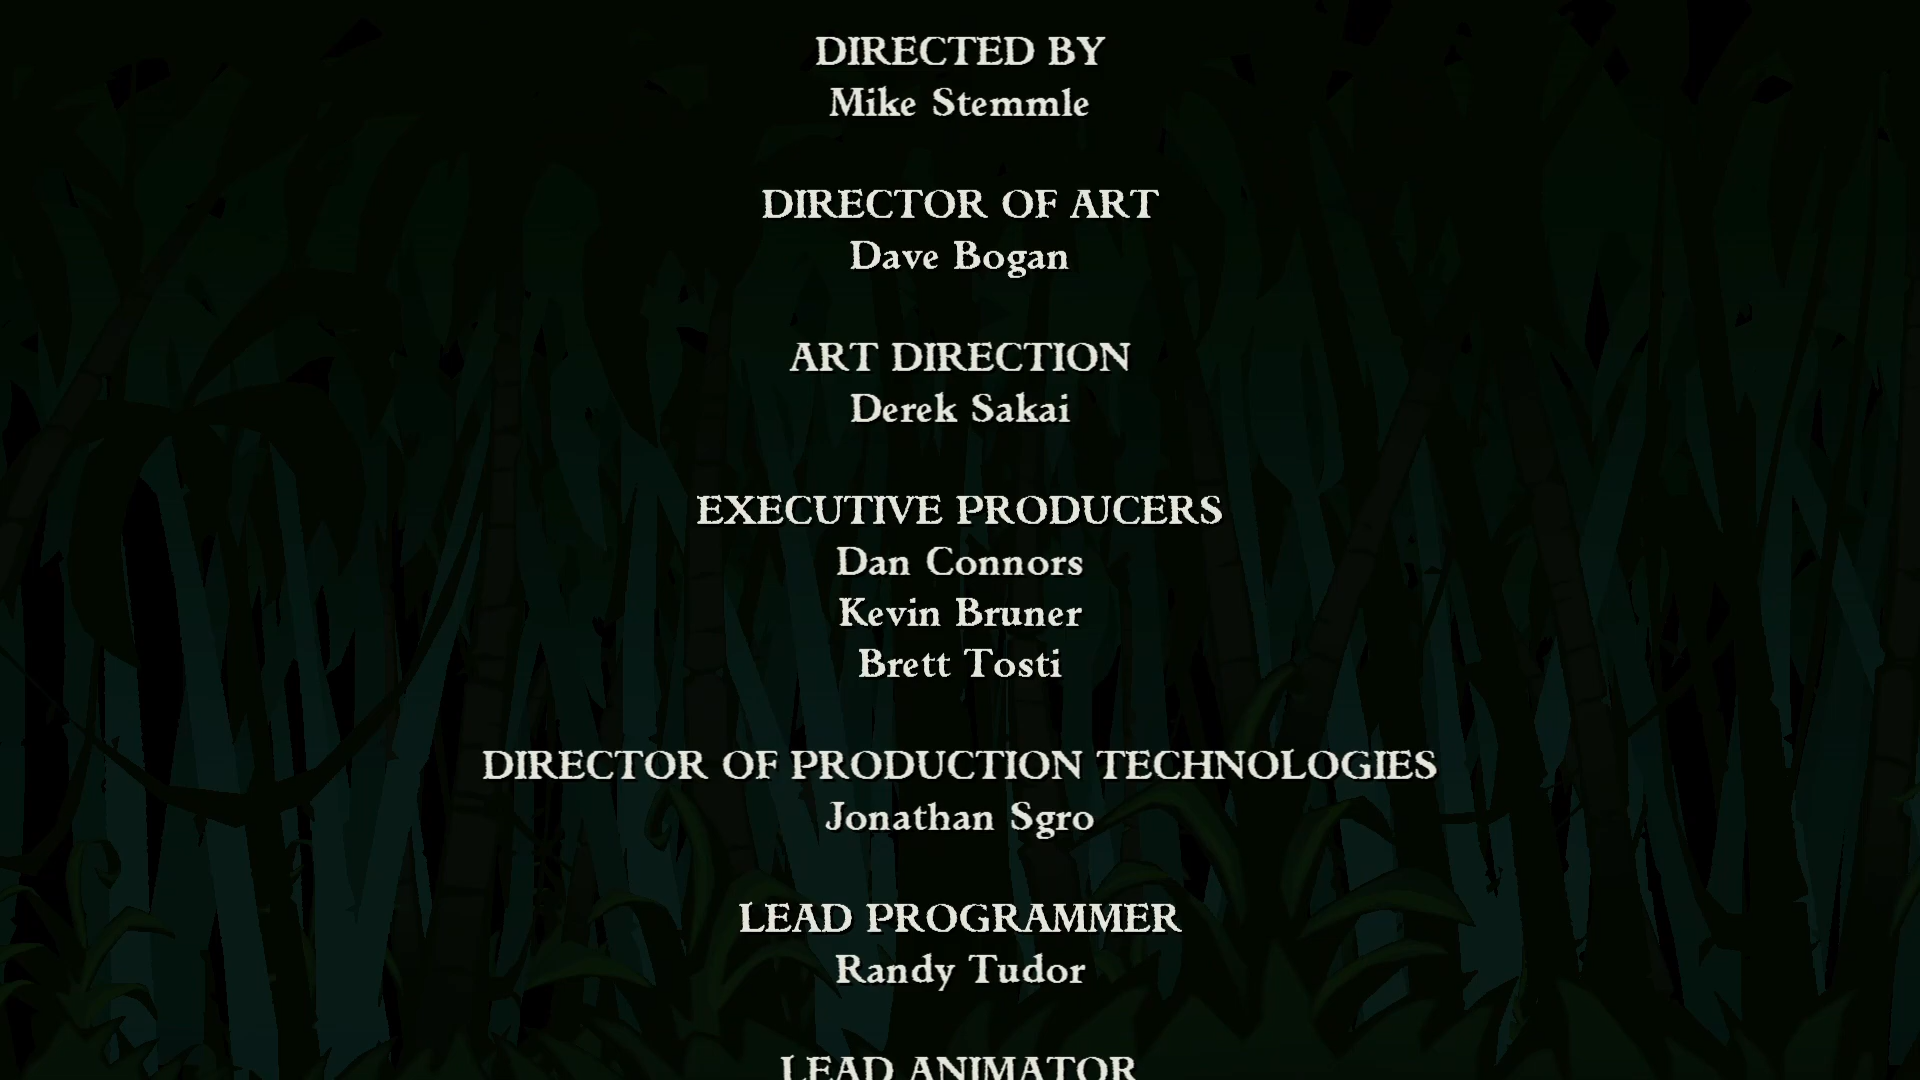 DIRECTED BY
Mike Stemmle
DIRECTOR OF ART
Dave Bogan
ART DIRECTION
Derek Sakai
EXECUTIVE PRODUCERS
Dan Connors
Kevin Bruner
Brett Tosti
DIRECTOR OF PRODUCTION TECHNOLOGIES
Jonathan Sgro
LEAD PROGRAMMER
Randy Tudor
LEAD ANIMATOR